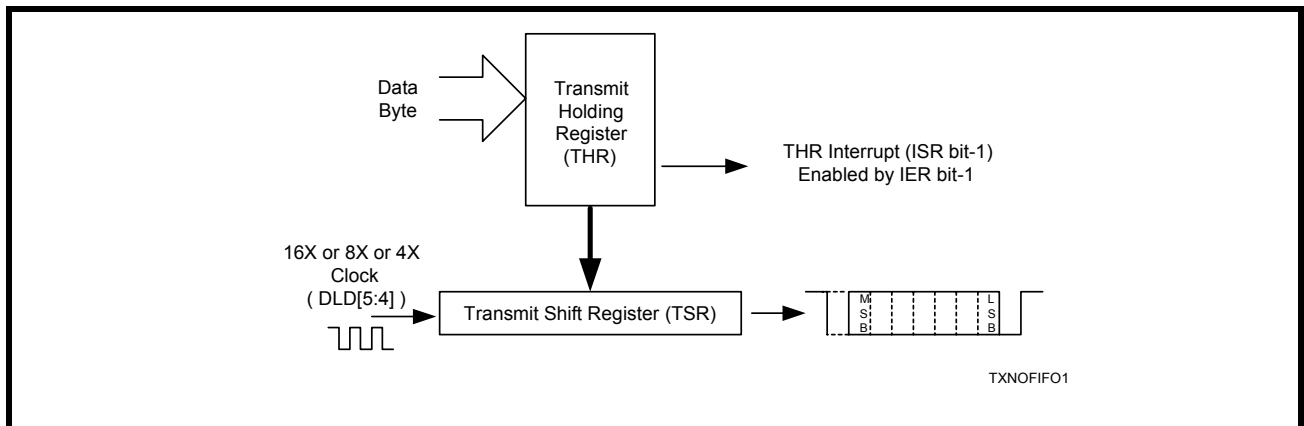 Data
Byte
Transmit
Holding
Register
(THR)
THR Interrupt (ISR bit-1)
Enabled by IER bit-1
16X or 8X or 4X
Clock
( DLD[5:4] )
Transmit Shift Register (TSR)
M
S
B
L
S
B
TXNOFIFO1